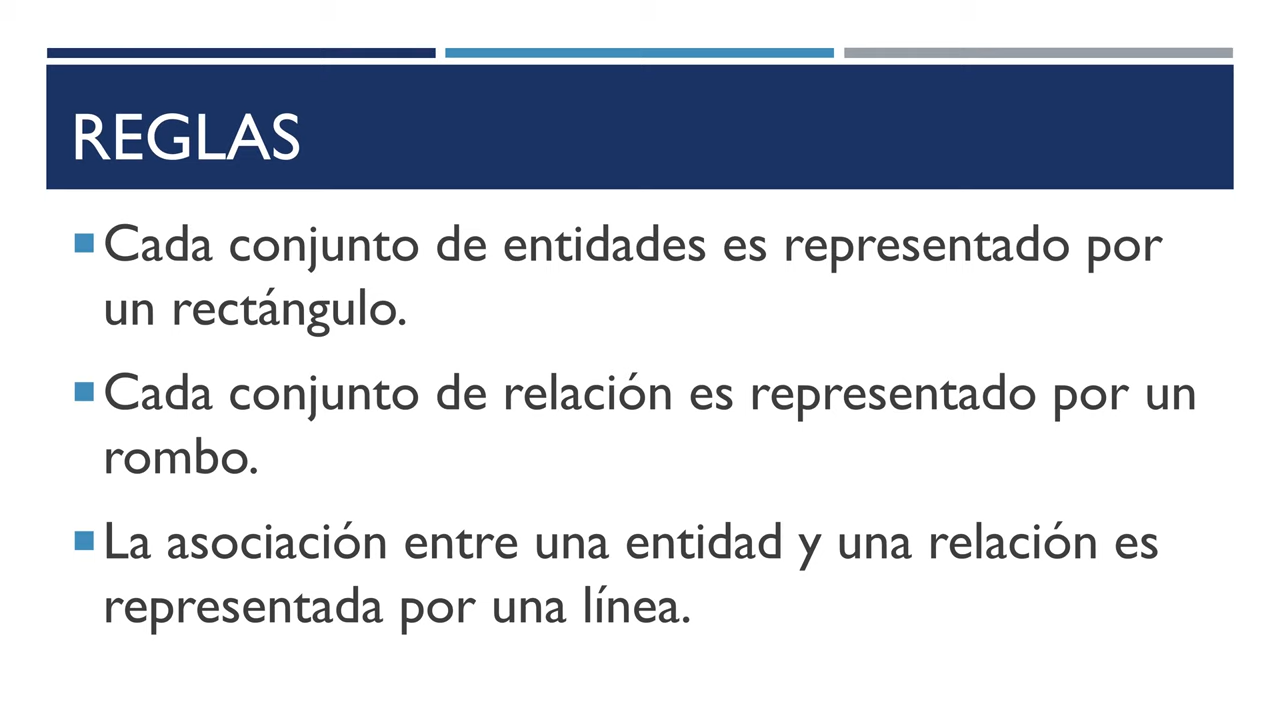 REGLAS
Cada conjunto de entidades es representado por
un rectángulo.
Cada conjunto de relación es representado por un
rombo.
La asociación entre una entidad y una relación es
representada por una línea.